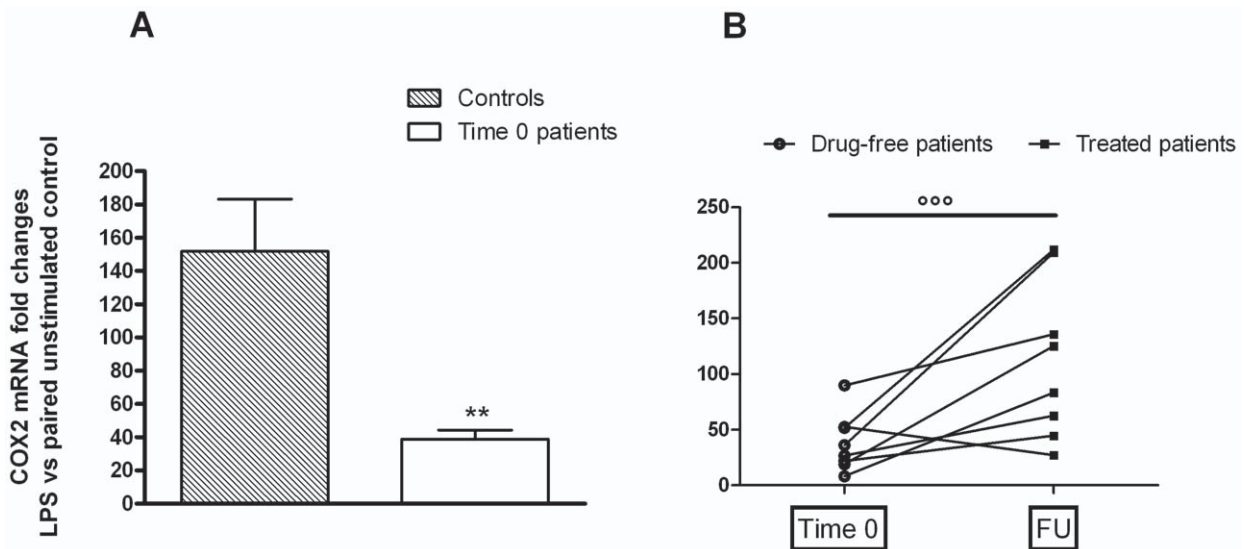 A
Controls
Time 0 patients
COX2 mRNA fold changes
LPS vs paired unstimulated control
200
180
160
140
120
100
80
60
40
20
0
**
B
Drug-free patients
Treated patients
°°°
250
200
150
100
50
0
Time 0
FU